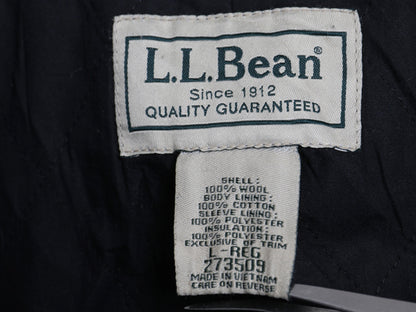 L.L.Bean®
Since 1912
QUALITY GUARANTEED
SHELL:
100% WOOL
BODY LINING:
100% COTTON
SLEEVE LINING:
100% POLYESTER
INSULATION:
100% POLYESTER
EXCLUSIVE OF TRIM
L-REG
273509
MADE IN VIETNAM
CARE ON REVERSE